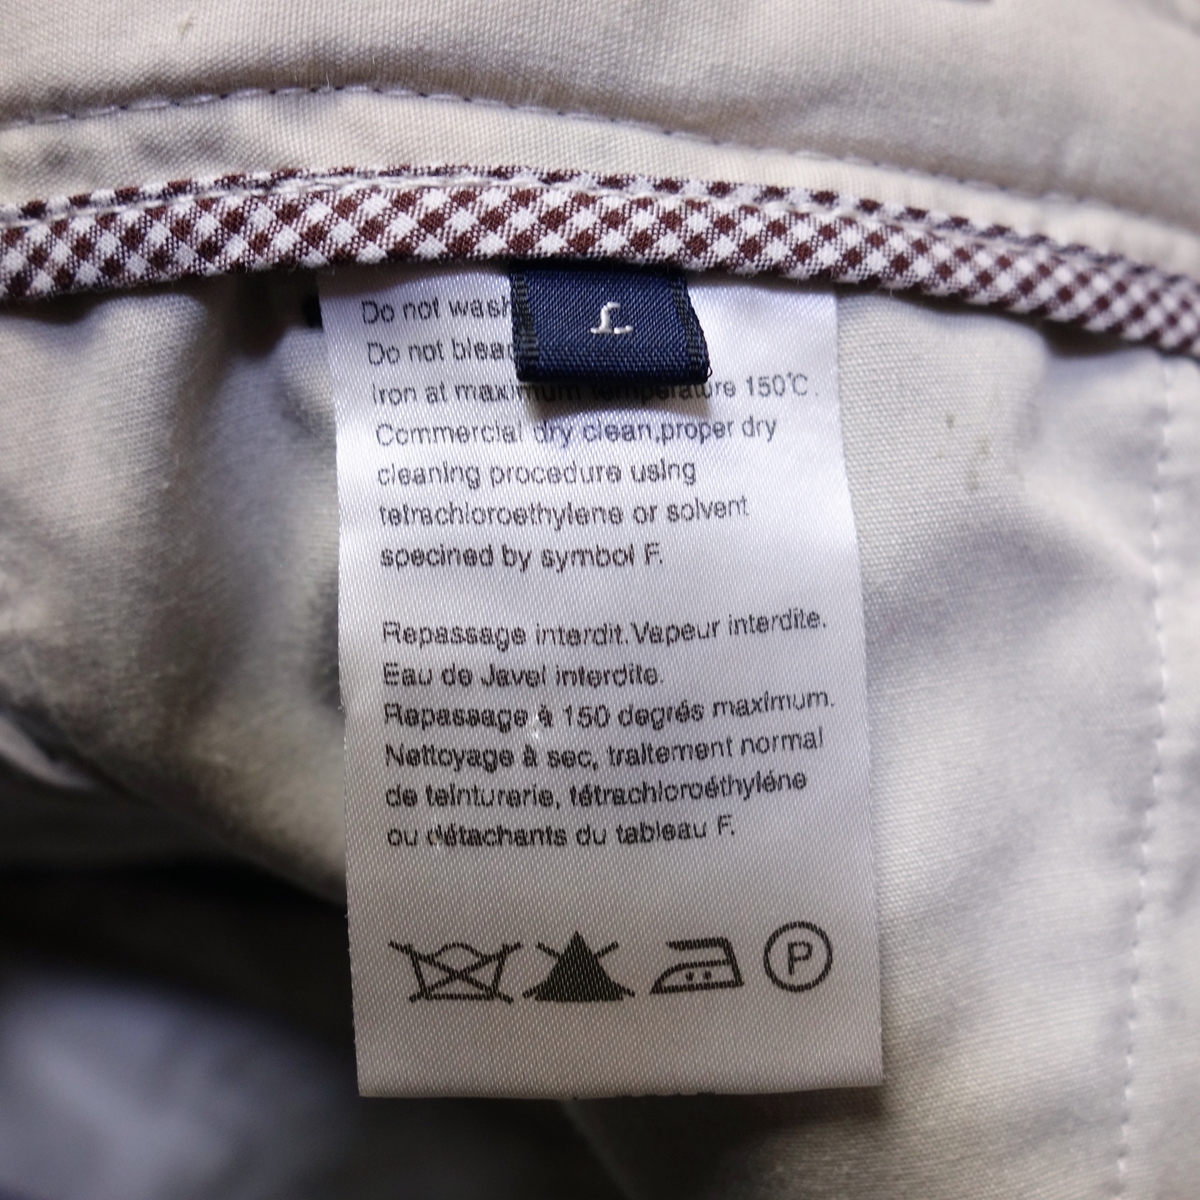 Do not wash
Do not bleac
Iron at maximum temperature 150°C.
Commercial dry clean,proper dry
cleaning procedure using
tetrachloroethylene or solvent
specined by symbol F.
Repassage interdit.Vapeur interdite.
Eau de Javel interdite.
Repassage à 150 degrés maximum.
Nettoyage à sec, traitement normal
de teinturerie, tétrachloroéthyléne
ou détachants du tableau F.
P